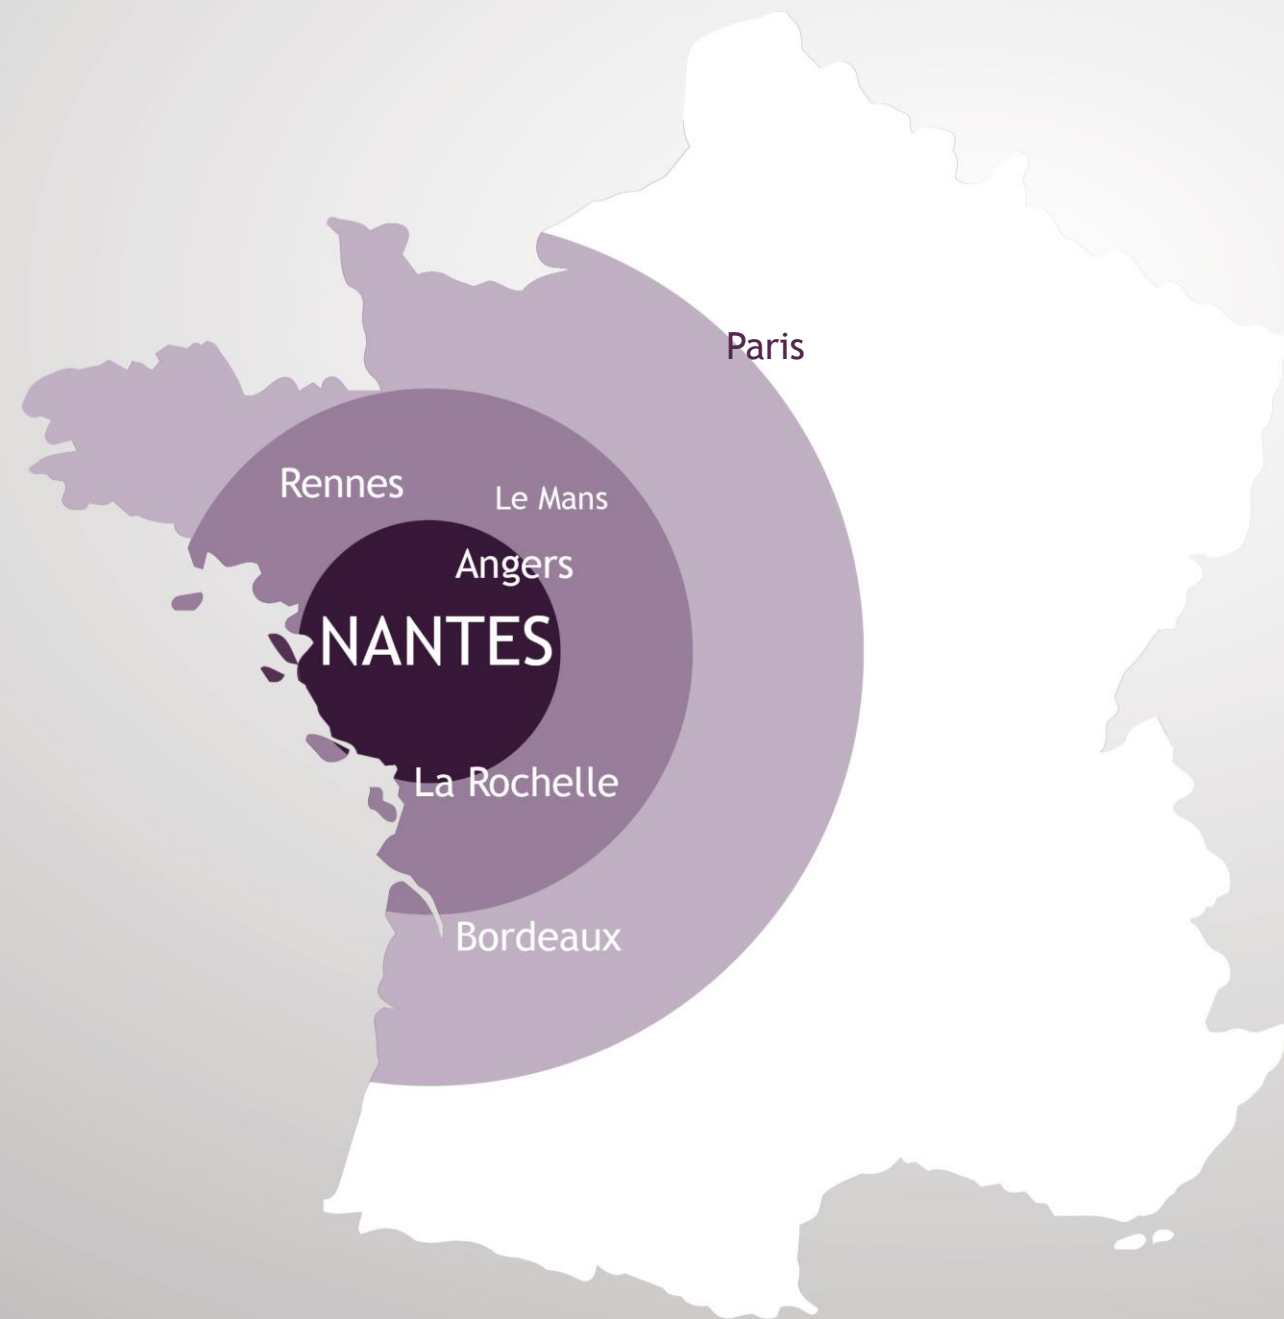 Paris
Rennes
Le Mans
Angers
NANTES
La Rochelle
Bordeaux